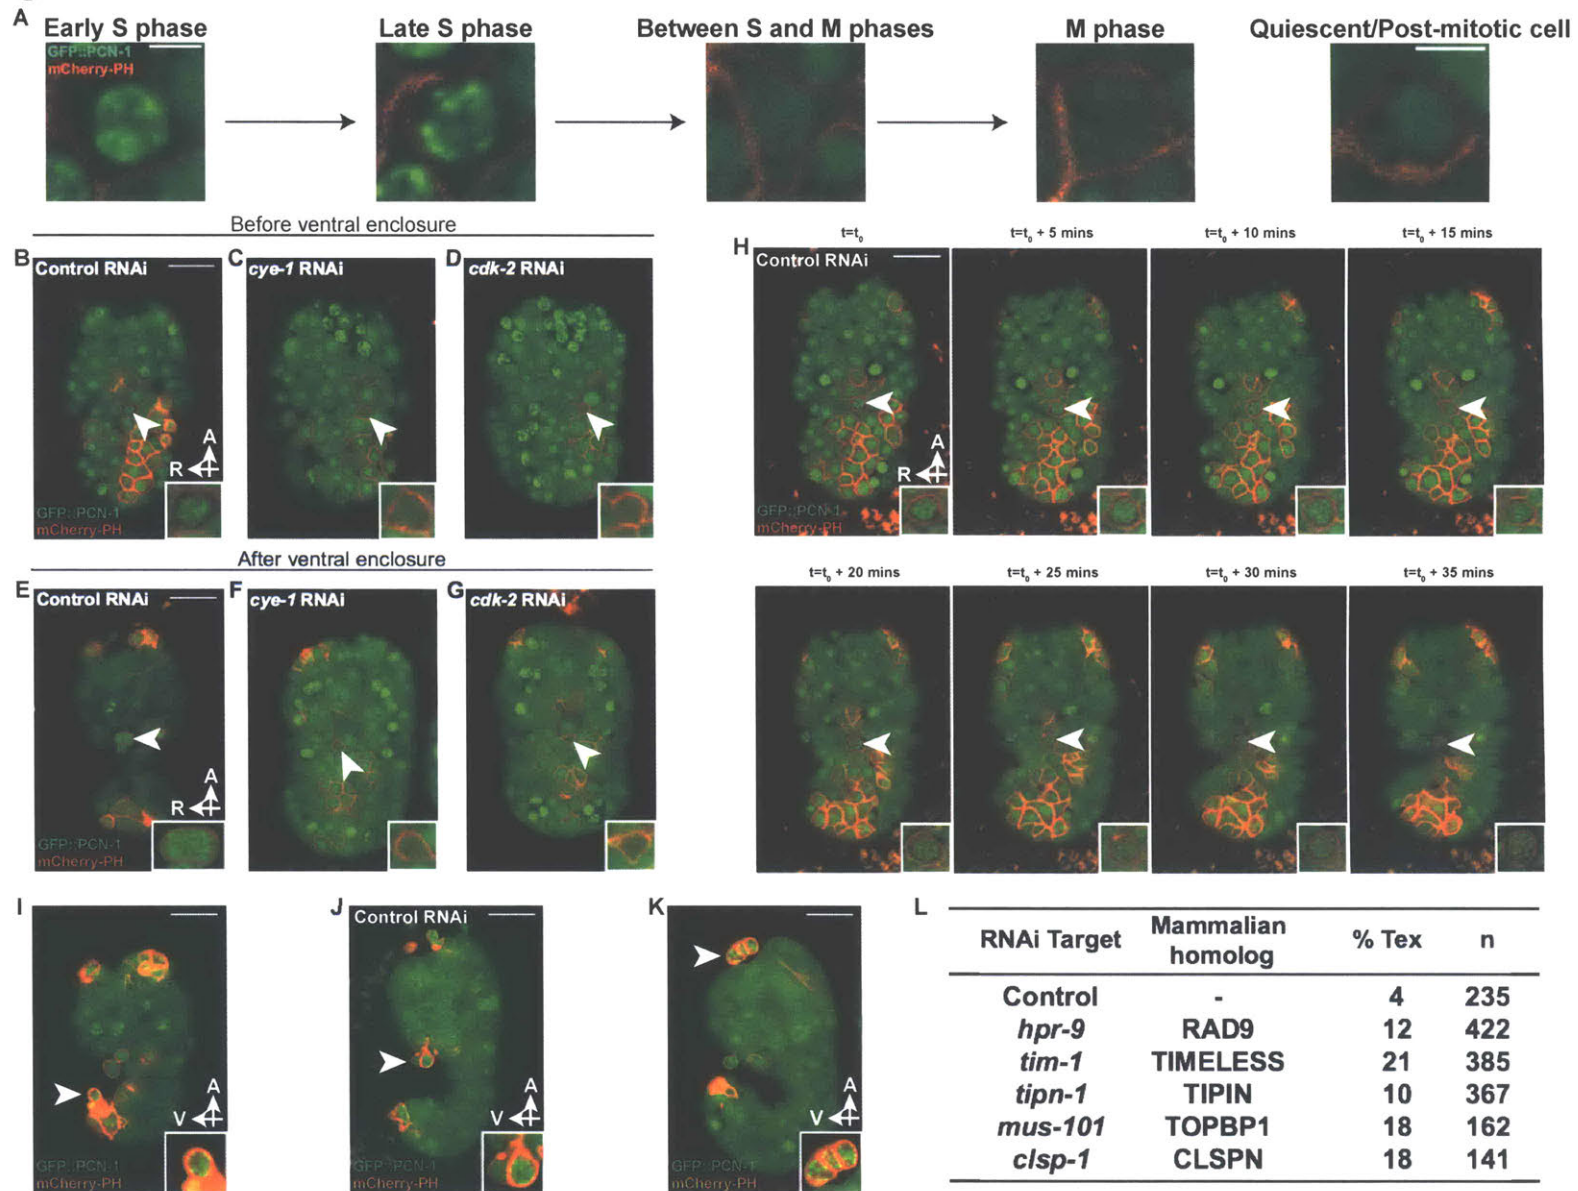 A
Early S phase
Late S phase
Between S and M phases
M phase
Quiescent/Post-mitotic cell
GFP::PCN-1
mCherry-PH
Before ventral enclosure
B
Control RNAi
C
cye-1 RNAi
D
cdk-2 RNAi
A
R
GFP::PCN-1
mCherry-PH
After ventral enclosure
E
Control RNAi
F
cye-1 RNAi
G
cdk-2 RNAi
A
R
GFP::PCN-1
mCherry-PH
H
t=t0
t=t0 + 5 mins
t=t0 + 10 mins
t=t0 + 15 mins
Control RNAi
A
R
GFP::PCN-1
mCherry-PH
t=t0 + 20 mins
t=t0 + 25 mins
t=t0 + 30 mins
t=t0 + 35 mins
I
A
V
GFP::PCN-1
mCherry-PH
J
Control RNAi
A
V
GFP::PCN-1
mCherry-PH
K
A
V
GFP::PCN-1
mCherry-PH
L
RNAi Target Mammalian homolog % Tex n
Control - 4 235
hpr-9 RAD9 12 422
tim-1 TIMELESS 21 385
tipn-1 TIPIN 10 367
mus-101 TOPBP1 18 162
clsp-1 CLSPN 18 141